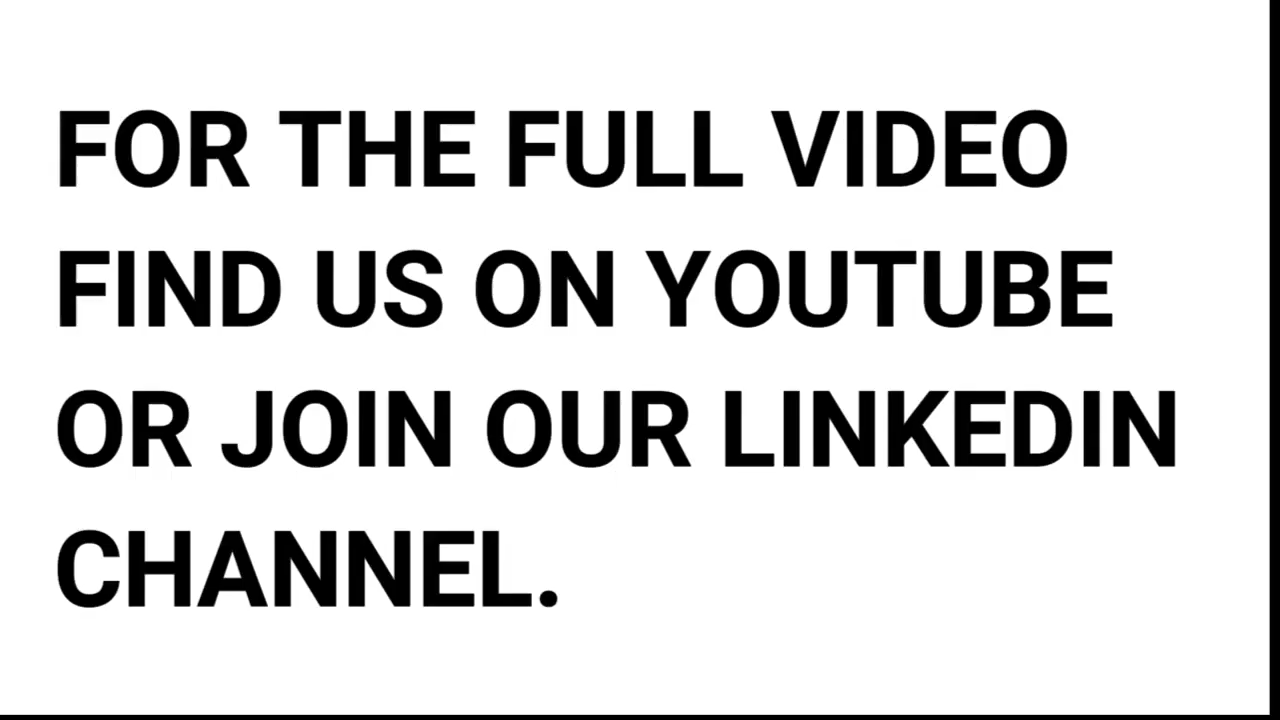 FOR THE FULL VIDEO
FIND US ON YOUTUBE
OR JOIN OUR LINKEDIN
CHANNEL.